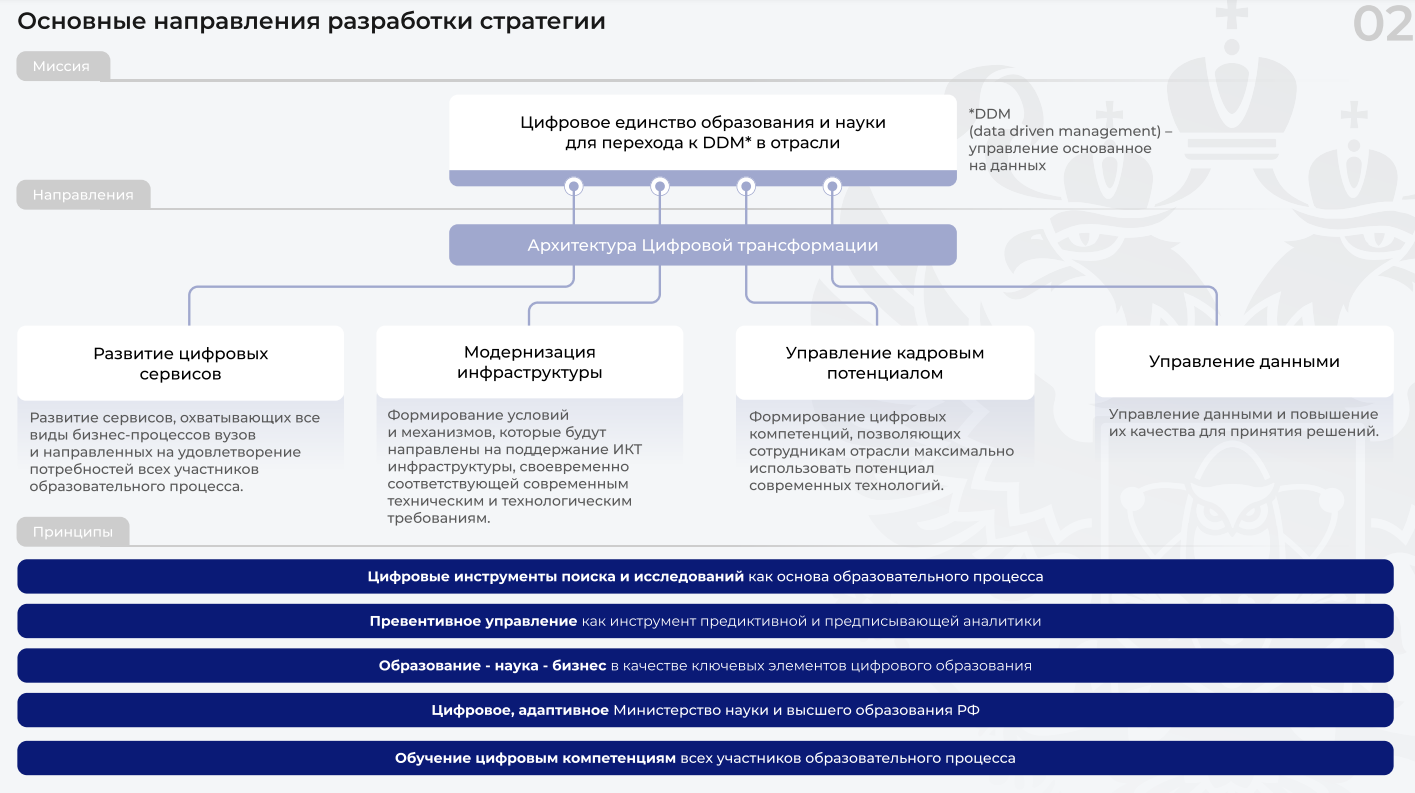 Основные направления разработки стратегии
02
Миссия
Цифровое единство образования и науки
для перехода к DDM* в отрасли
*DDM
(data driven management) –
управление основанное
на данных
Направления
Архитектура Цифровой трансформации
Развитие цифровых
сервисов
Развитие сервисов, охватывающих все
виды бизнес-процессов вузов
и направленных на удовлетворение
потребностей всех участников
образовательного процесса.
Модернизация
инфраструктуры
Формирование условий
и механизмов, которые будут
направлены на поддержание ИКТ
инфраструктуры, своевременно
соответствующей современным
техническим и технологическим
требованиям.
Управление кадровым
потенциалом
Формирование цифровых
компетенций, позволяющих
сотрудникам отрасли максимально
использовать потенциал
современных технологий.
Управление данными
Управление данными и повышение
их качества для принятия решений.
Принципы
Цифровые инструменты поиска и исследований как основа образовательного процесса
Превентивное управление как инструмент предиктивной и предписывающей аналитики
Образование - наука - бизнес в качестве ключевых элементов цифрового образования
Цифровое, адаптивное Министерство науки и высшего образования РФ
Обучение цифровым компетенциям всех участников образовательного процесса